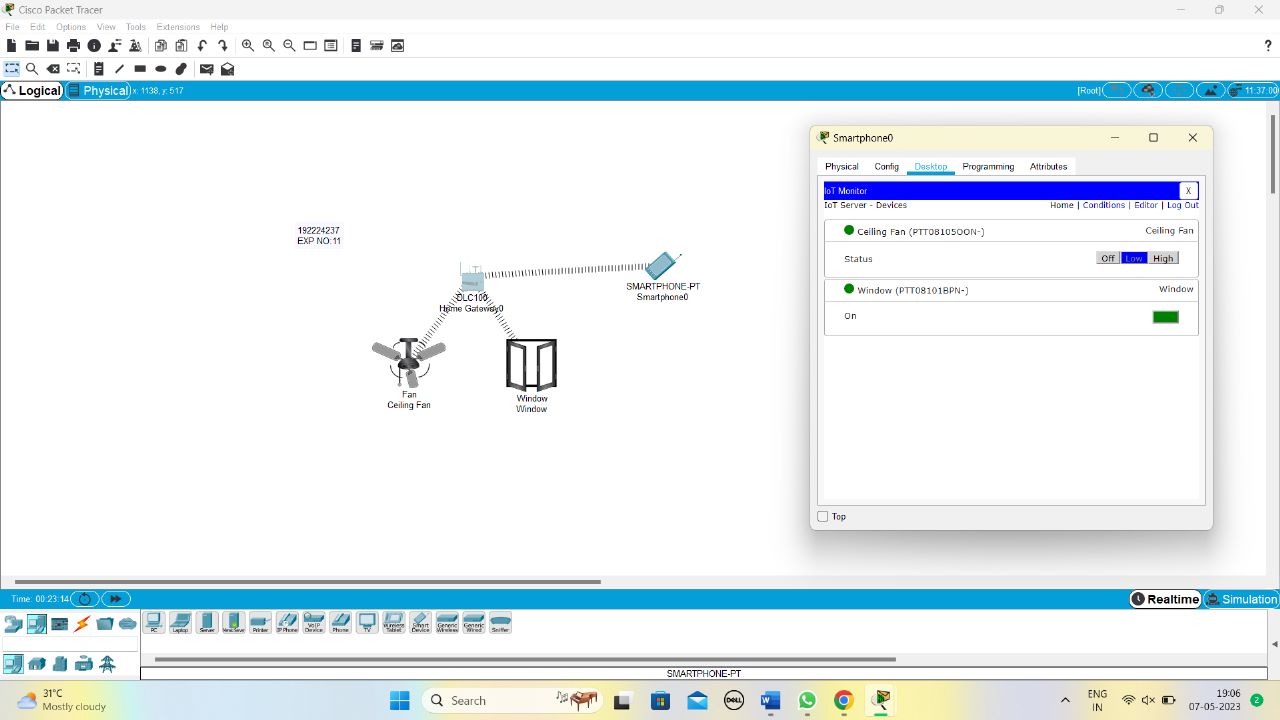 Cisco Packet Tracer
File Edit Options View Tools Extensions Help
?
Logical Physical x: 1138, y: 517 [Root] 11:37:00
192224237
EXP NO:11
DLC100
Home Gateway0
SMARTPHONE-PT
Smartphone0
Fan
Ceiling Fan
Window
Window
Smartphone0
Physical Config Desktop Programming Attributes
IoT Monitor X
IoT Server - Devices Home | Conditions | Editor | Log Out
Ceiling Fan (PTT08105OON-) Ceiling Fan
Status Off Low High
Window (PTT08101BPN-) Window
On
Top
Time: 00:23:14 Realtime Simulation
PC Laptop Server Printer IP Phone VoIP Device Phone TV Wireless Tablet Smart Device Generic Wireless Generic Wired Sniffer
SMARTPHONE-PT
31°C
Mostly cloudy
Search
DELL
W
ENG
IN
19:06
07-05-2023
2